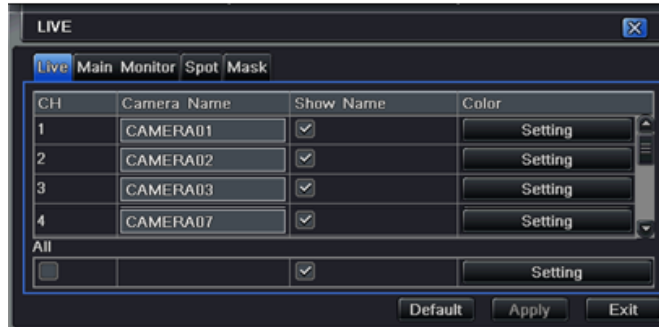 LIVE
Live Main Monitor Spot Mask
CH Camera Name Show Name Color
1 CAMERA01 Setting
2 CAMERA02 Setting
3 CAMERA03 Setting
4 CAMERA07 Setting
All
Setting
Default Apply Exit